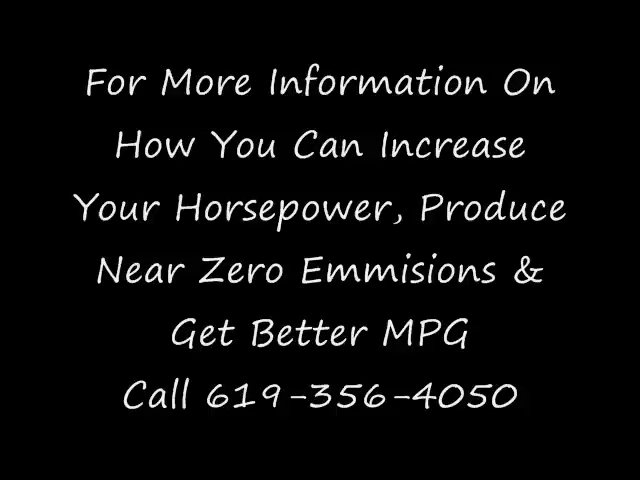 For More Information On
How You Can Increase
Your Horsepower, Produce
Near Zero Emmisions &
Get Better MPG
Call 619-356-4050